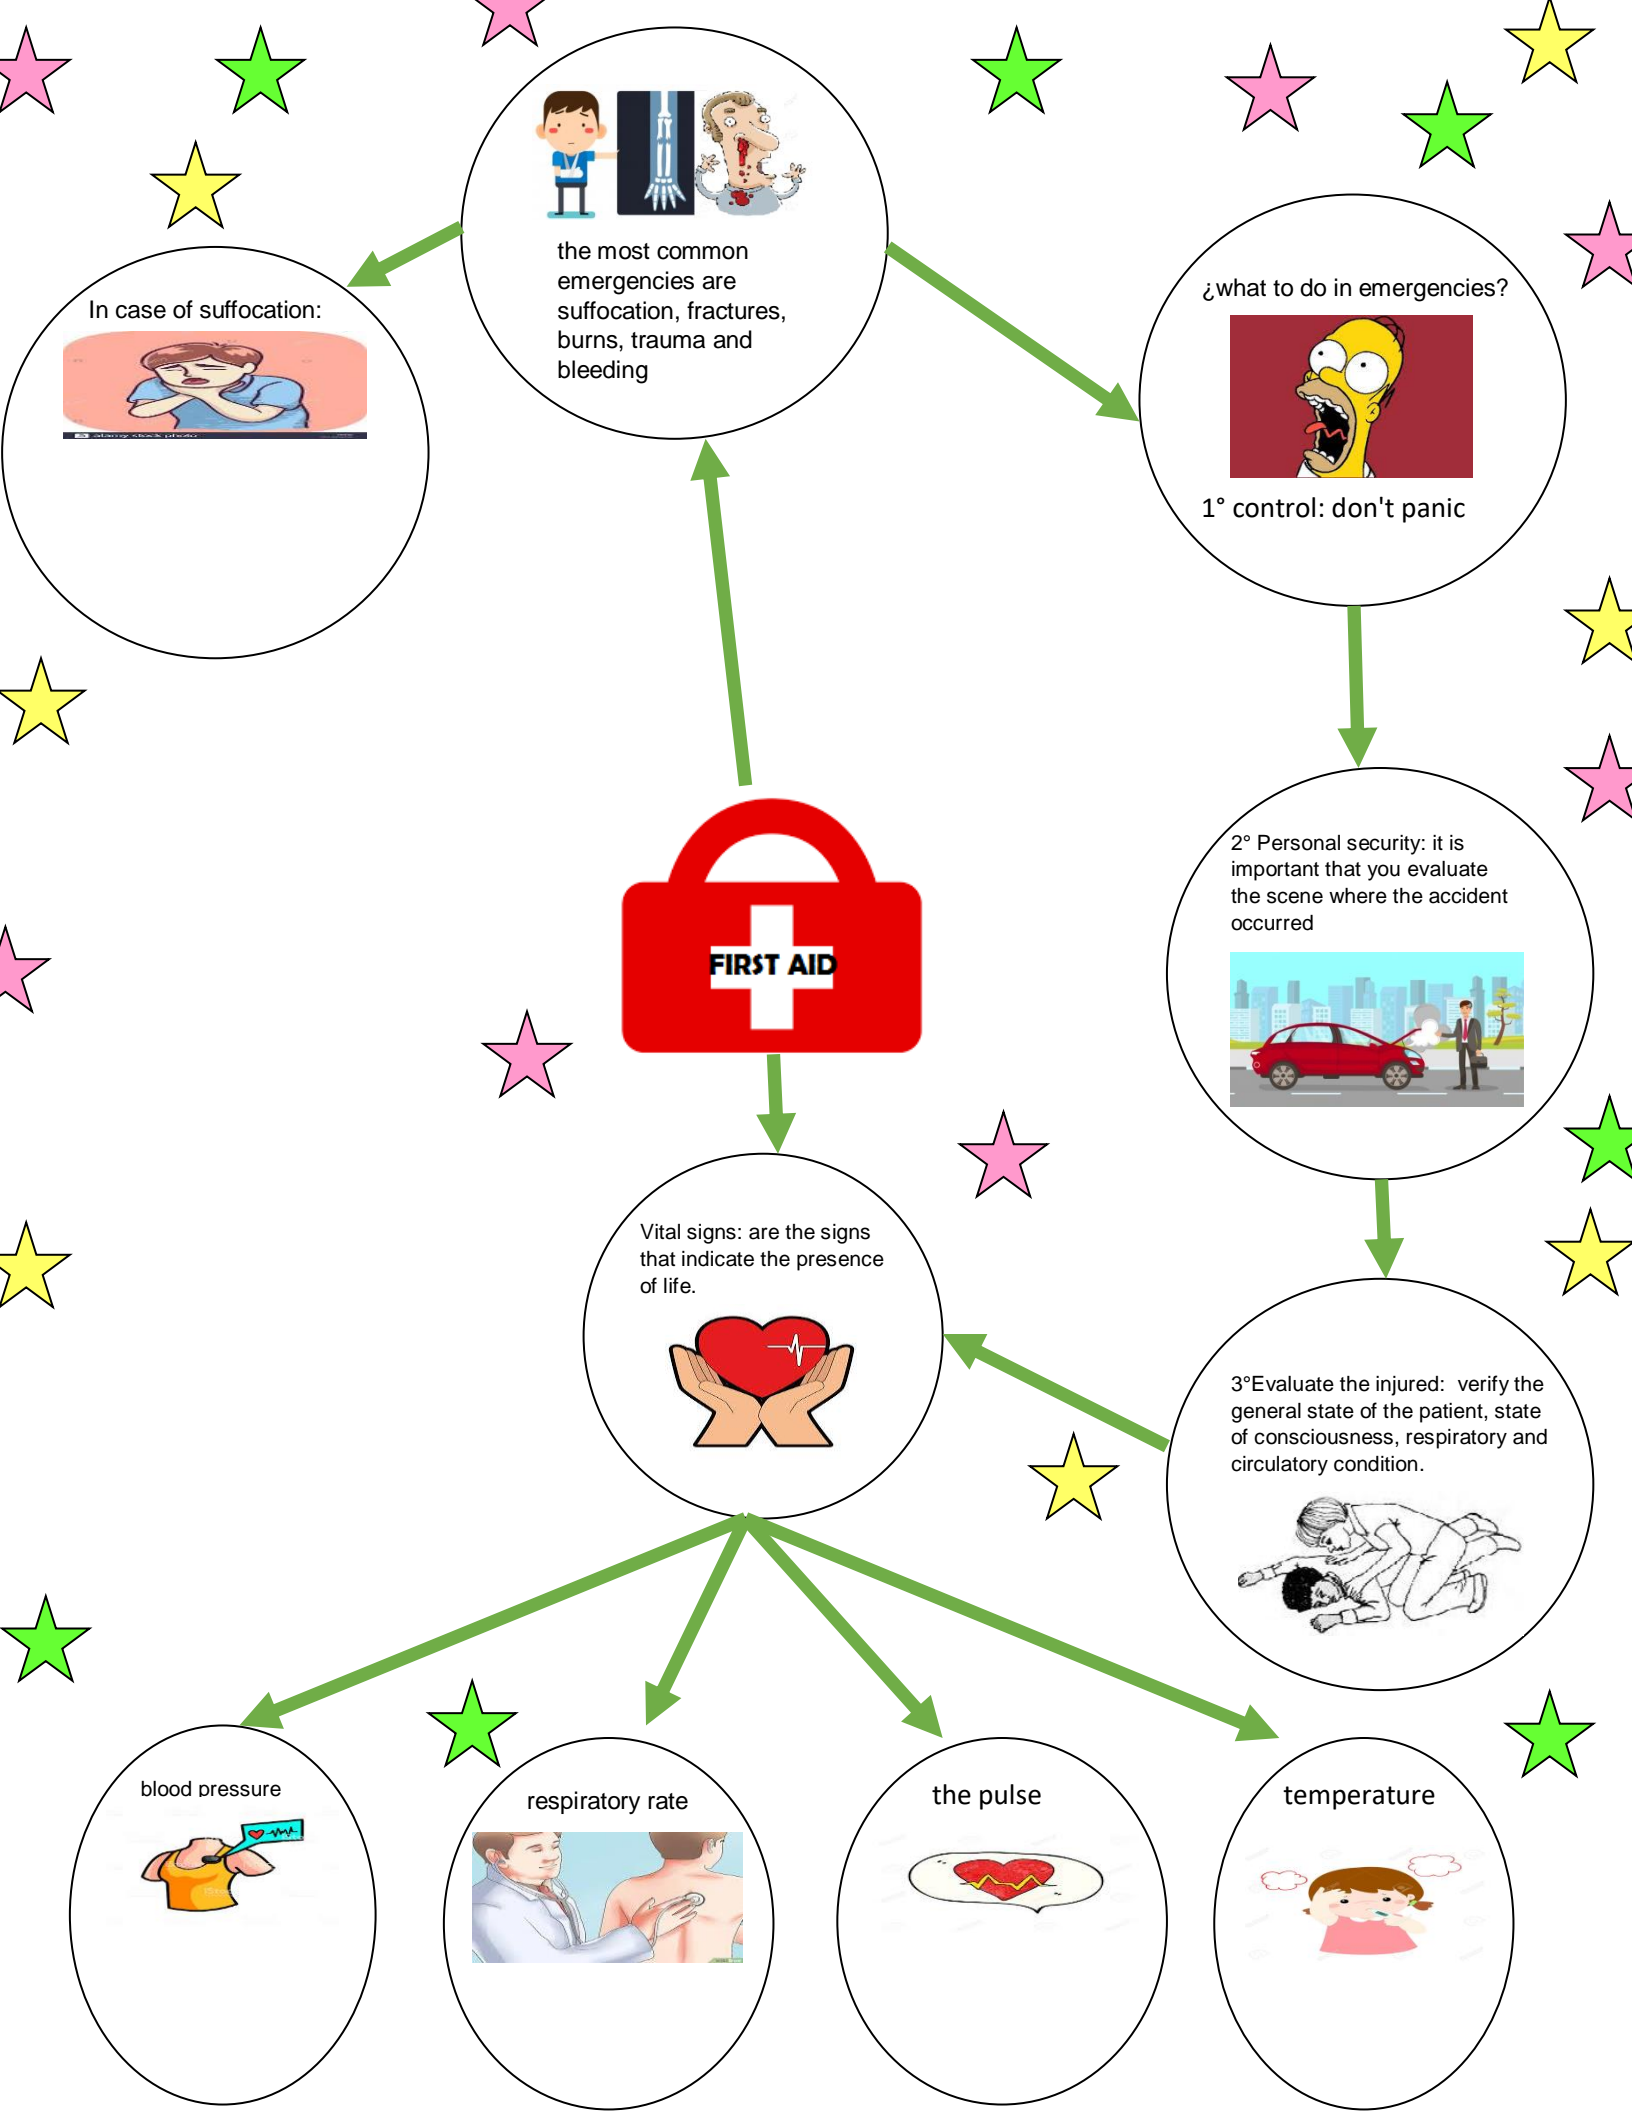 the most common
emergencies are
suffocation, fractures,
burns, trauma and
bleeding
In case of suffocation:
alamy stock photo
¿what to do in emergencies?
1° control: don't panic
2° Personal security: it is
important that you evaluate
the scene where the accident
occurred
FIRST AID
Vital signs: are the signs
that indicate the presence
of life.
3°Evaluate the injured:  verify the
general state of the patient, state
of consciousness, respiratory and
circulatory condition.
blood pressure
respiratory rate
the pulse
temperature